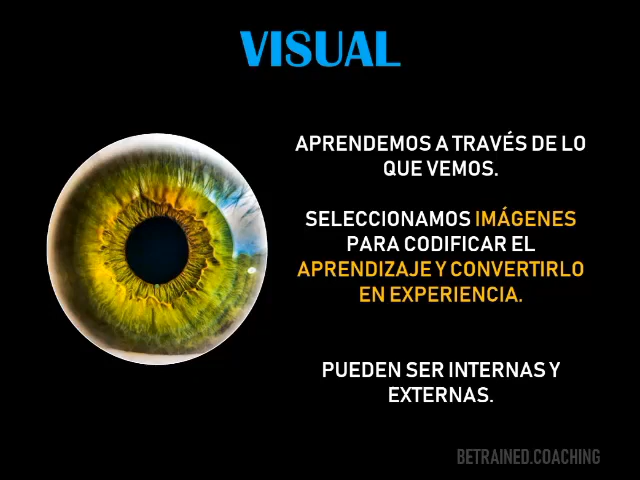 VISUAL
APRENDEMOS A TRAVÉS DE LO
QUE VEMOS.
SELECCIONAMOS IMÁGENES
PARA CODIFICAR EL
APRENDIZAJE Y CONVERTIRLO
EN EXPERIENCIA.
PUEDEN SER INTERNAS Y
EXTERNAS.
BETRAINED.COACHING